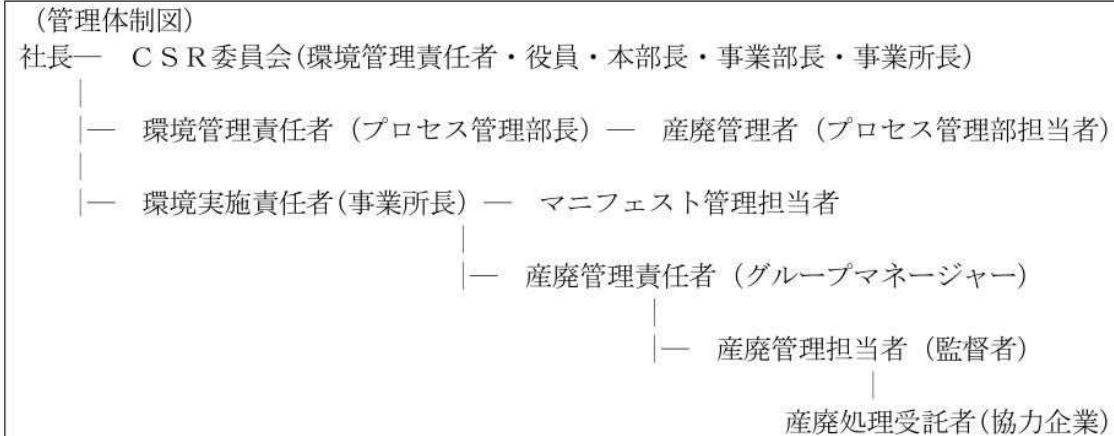 （管理体制図）
社長― ＣＳＲ委員会(環境管理責任者・役員・本部長・事業部長・事業所長）
｜
｜― 環境管理責任者（プロセス管理部長）― 産廃管理者（プロセス管理部担当者）
｜
｜― 環境実施責任者(事業所長）― マニフェスト管理担当者
｜
｜― 産廃管理責任者（グループマネージャー）
｜
｜― 産廃管理担当者（監督者）
｜
産廃処理受託者(協力企業）